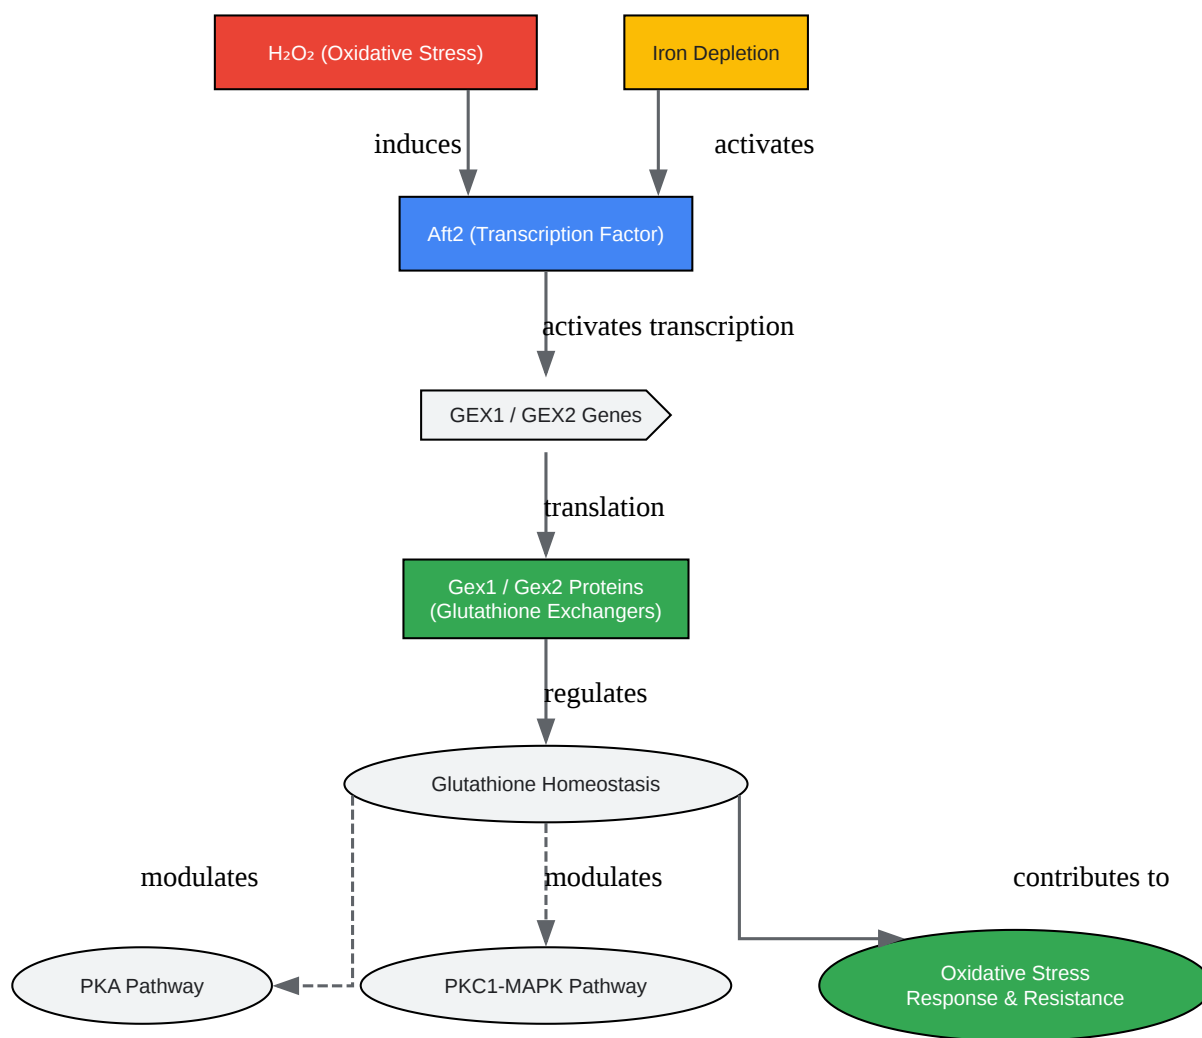 H₂O₂ (Oxidative Stress)
Iron Depletion
induces
activates
Aft2 (Transcription Factor)
activates transcription
GEX1 / GEX2 Genes
translation
Gex1 / Gex2 Proteins
(Glutathione Exchangers)
regulates
Glutathione Homeostasis
modulates
modulates
contributes to
PKA Pathway
PKC1-MAPK Pathway
Oxidative Stress
Response & Resistance